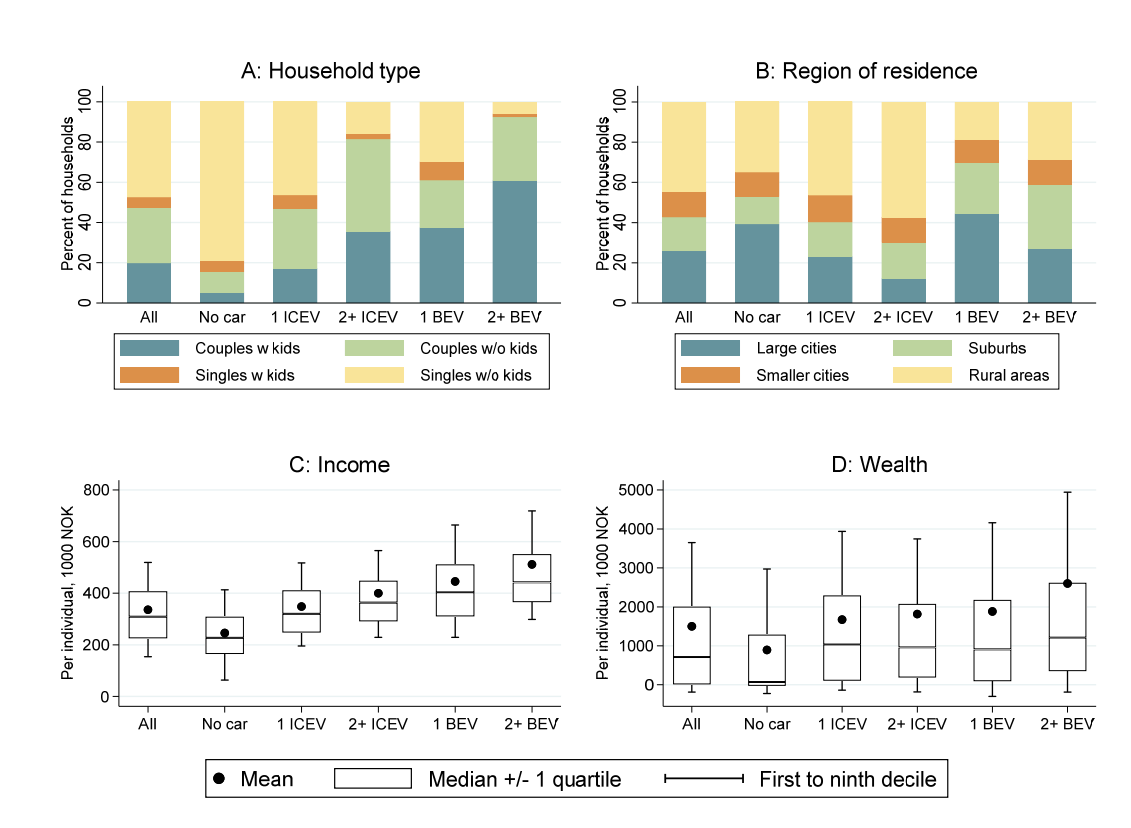 A: Household type
Percent of households
100
80
60
40
20
0
All No car 1 ICEV 2+ ICEV 1 BEV 2+ BEV
Couples w kids Couples w/o kids
Singles w kids Singles w/o kids
B: Region of residence
Percent of households
100
80
60
40
20
0
All No car 1 ICEV 2+ ICEV 1 BEV 2+ BEV
Large cities Suburbs
Smaller cities Rural areas
C: Income
Per individual, 1000 NOK
800
600
400
200
0
All No car 1 ICEV 2+ ICEV 1 BEV 2+ BEV
D: Wealth
Per individual, 1000 NOK
5000
4000
3000
2000
1000
0
All No car 1 ICEV 2+ ICEV 1 BEV 2+ BEV
Mean Median +/- 1 quartile First to ninth decile